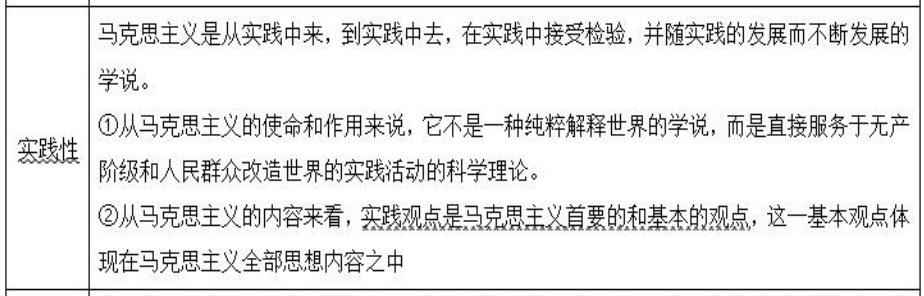 实践性
马克思主义是从实践中来，到实践中去，在实践中接受检验，并随实践的发展而不断发展的
学说。
①从马克思主义的使命和作用来说，它不是一种纯粹解释世界的学说，而是直接服务于无产
阶级和人民群众改造世界的实践活动的科学理论。
②从马克思主义的内容来看，实践观点是马克思主义首要的和基本的观点，这一基本观点体
现在马克思主义全部思想内容之中